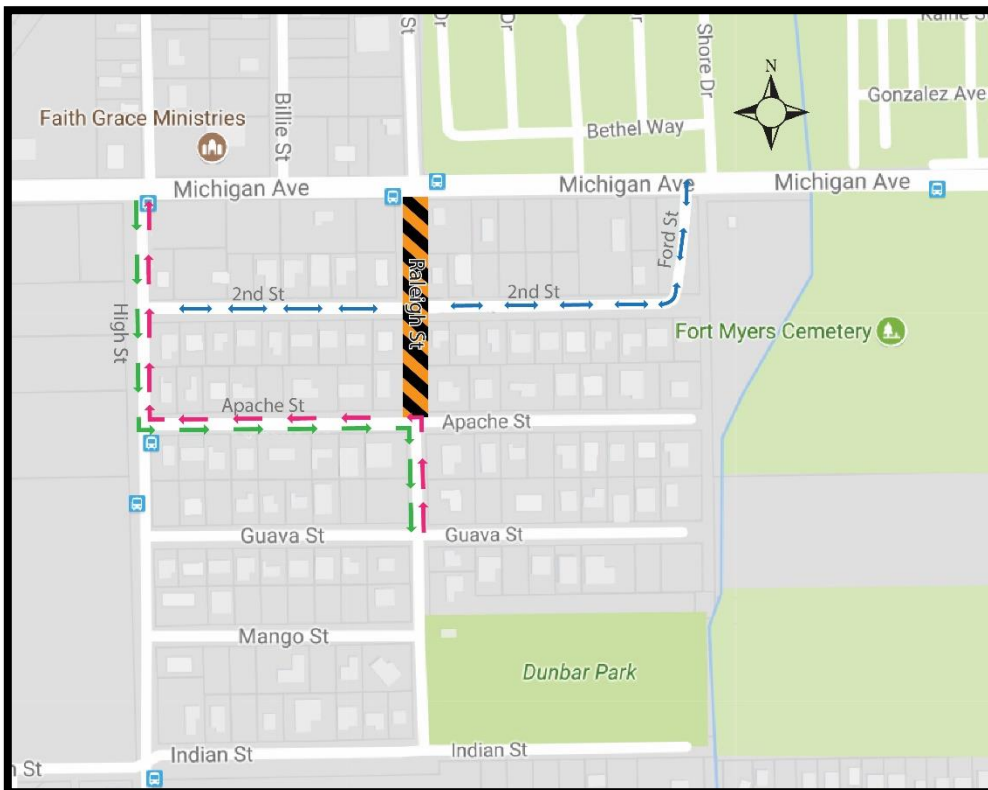 St
Dr
Dr
Shore Dr
N
Gonzalez Ave
Faith Grace Ministries
Billie St
Bethel Way
Michigan Ave
Michigan Ave
Michigan Ave
Ford St
2nd St
2nd St
Raleigh St
High St
Fort Myers Cemetery
Apache St
Apache St
Guava St
Guava St
Mango St
Dunbar Park
Indian St
Indian St
n St